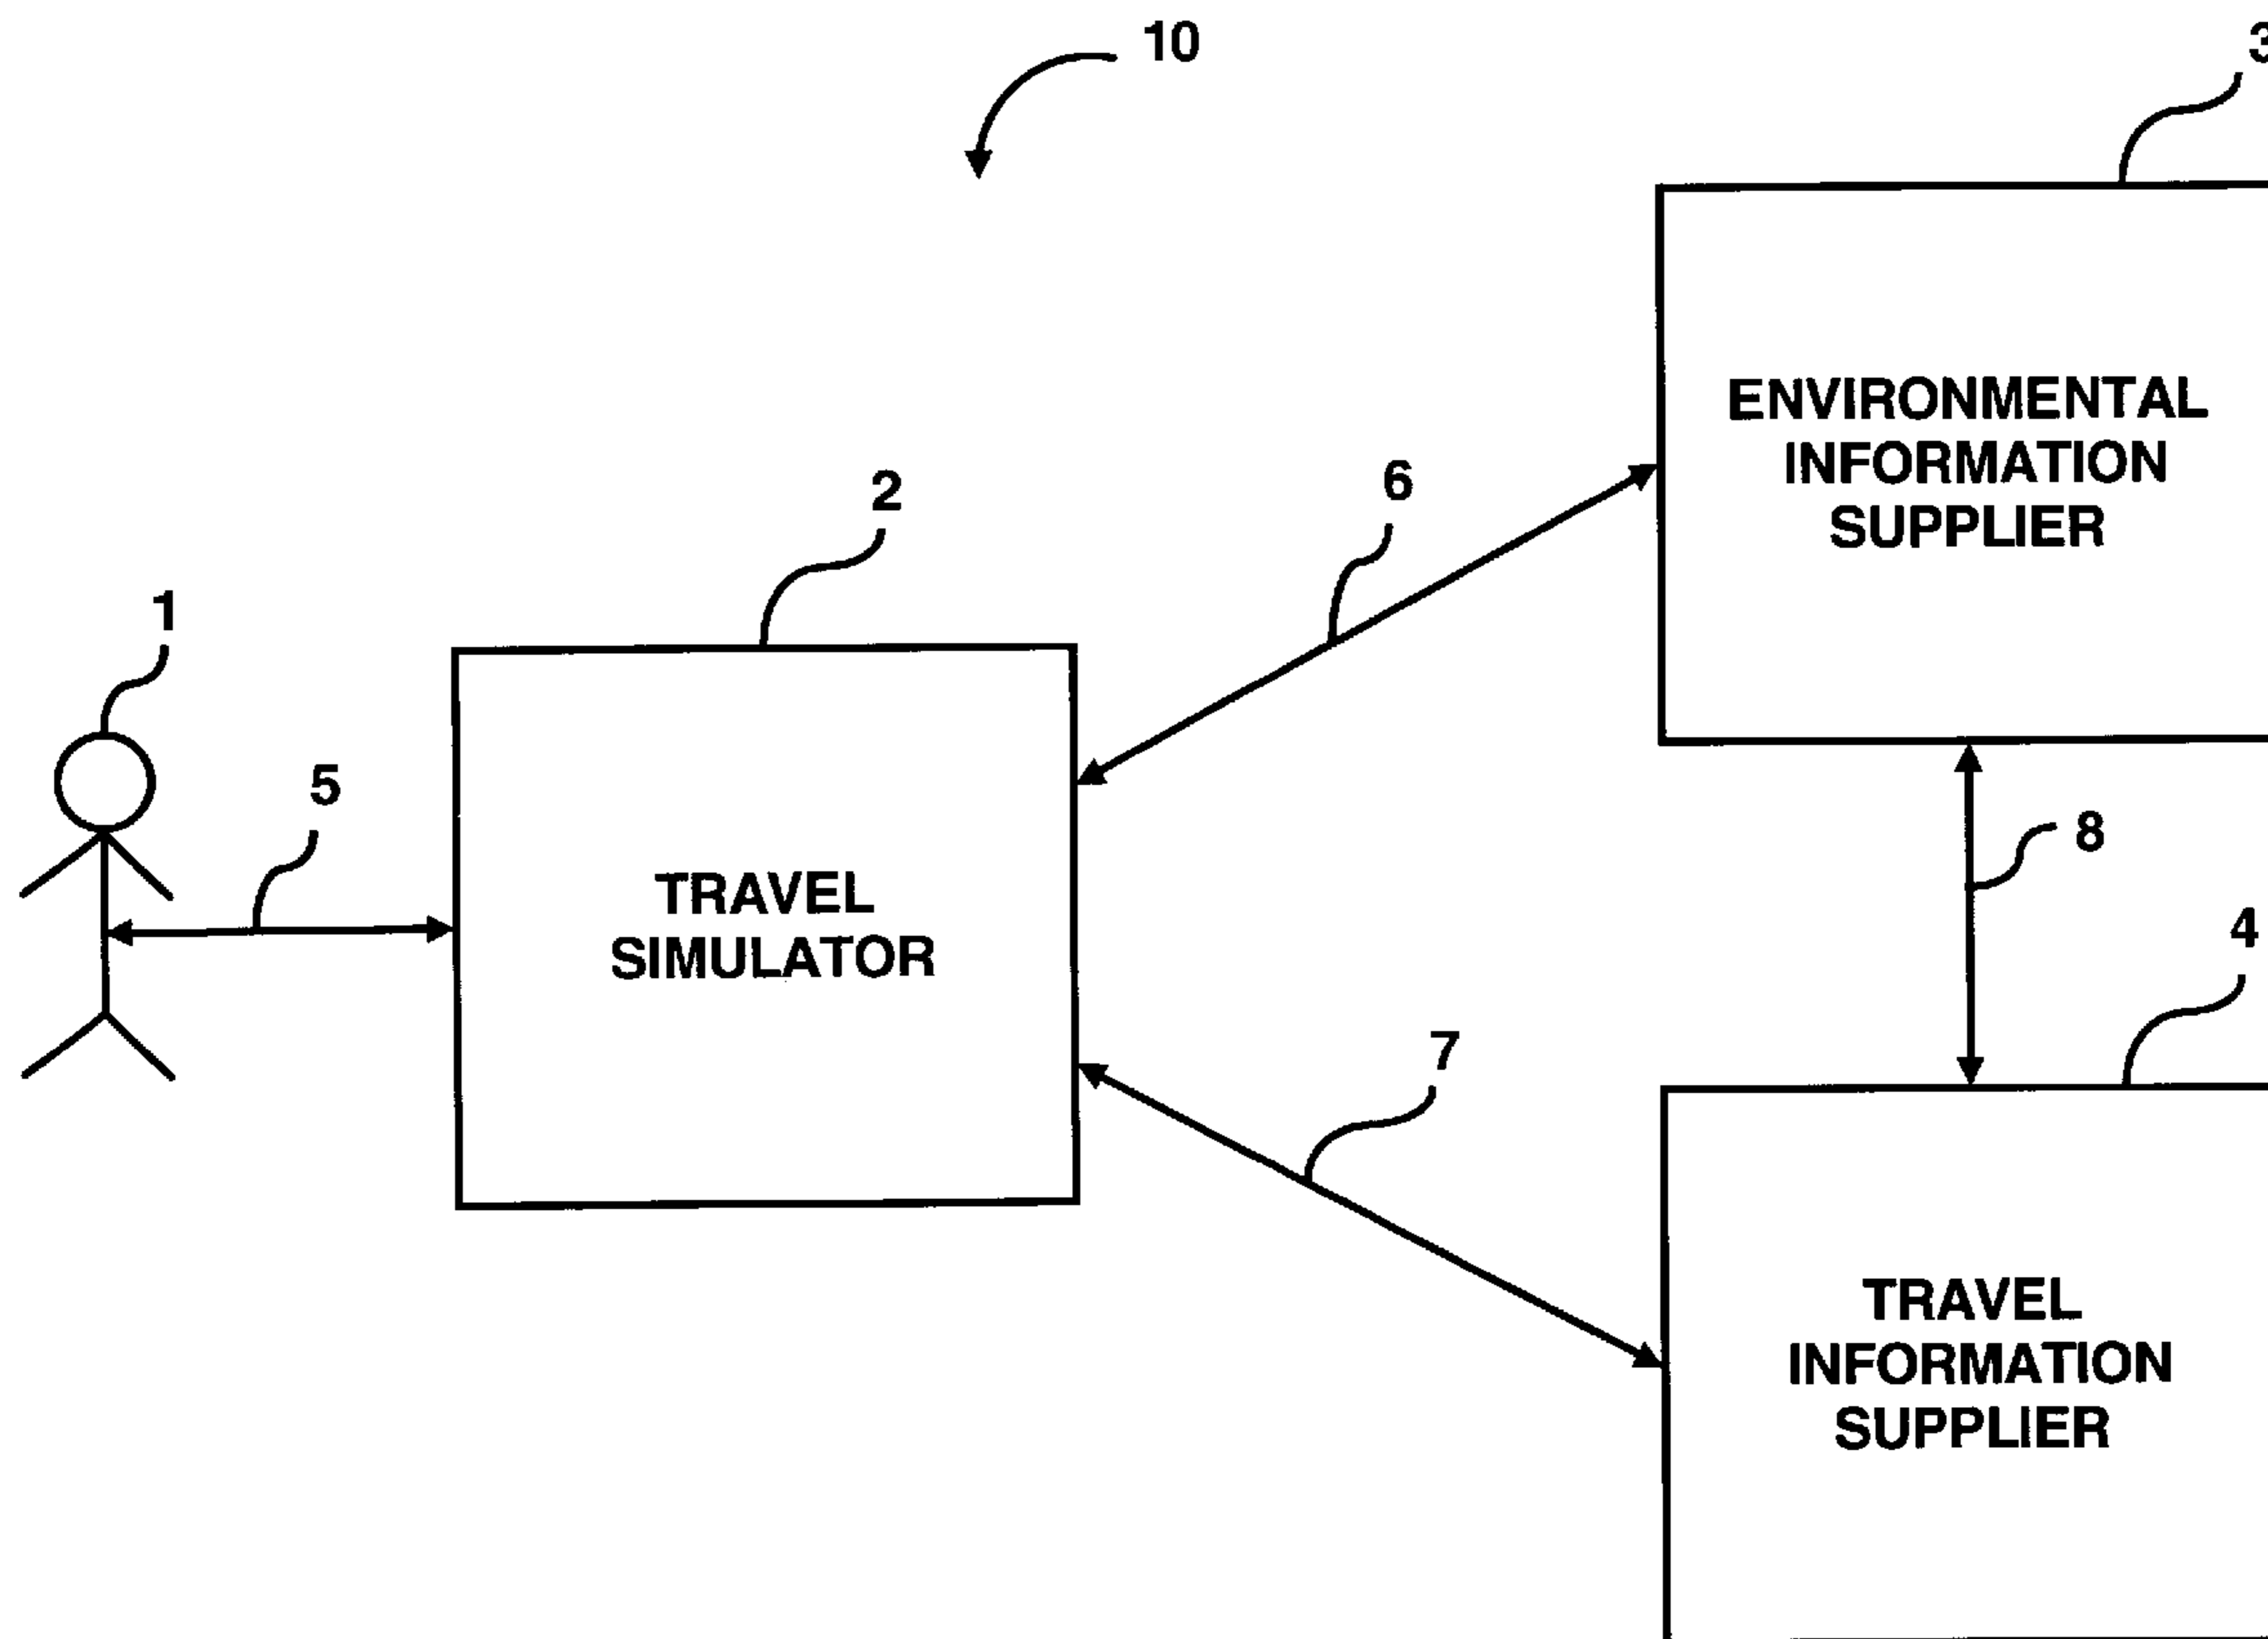 10
3
ENVIRONMENTAL
INFORMATION
SUPPLIER
6
2
1
5
TRAVEL
SIMULATOR
8
4
7
TRAVEL
INFORMATION
SUPPLIER